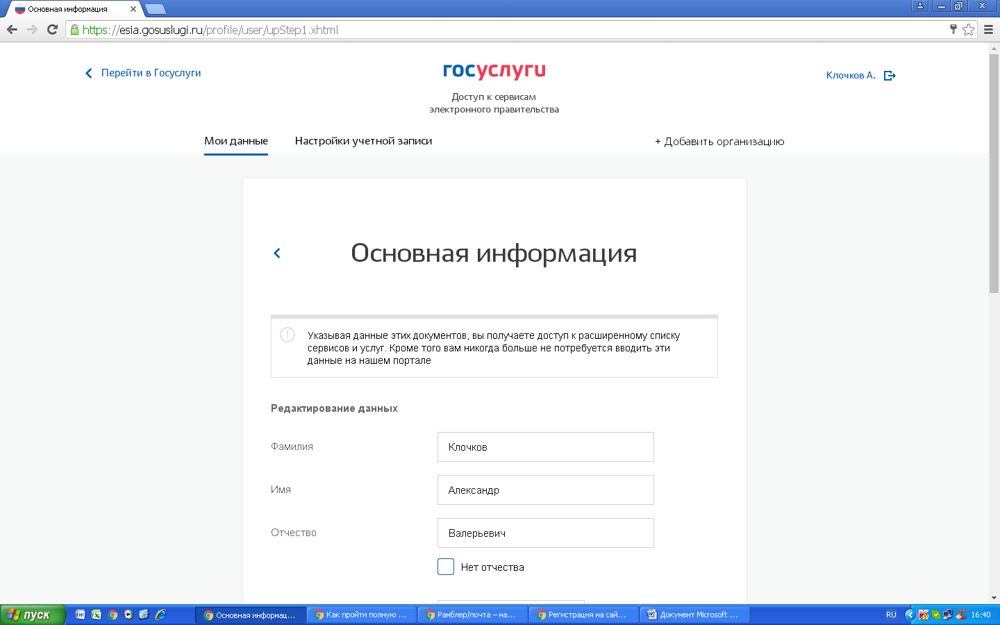 Основная информация
https://esia.gosuslugi.ru/profile/user/upStep1.xhtml
Перейти в Госуслуги
госуслуги
Клочков А.
Доступ к сервисам
электронного правительства
Мои данные
Настройки учетной записи
+ Добавить организацию
Основная информация
Указывая данные этих документов, вы получаете доступ к расширенному списку
сервисов и услуг. Кроме того вам никогда больше не потребуется вводить эти
данные на нашем портале
Редактирование данных
Фамилия
Клочков
Имя
Александр
Отчество
Валерьевич
Нет отчества
пуск
Основная информац...
Как пройти полную ...
Рамблер/почта – на...
Регистрация на сай...
Документ Microsoft ...
RU
16:40